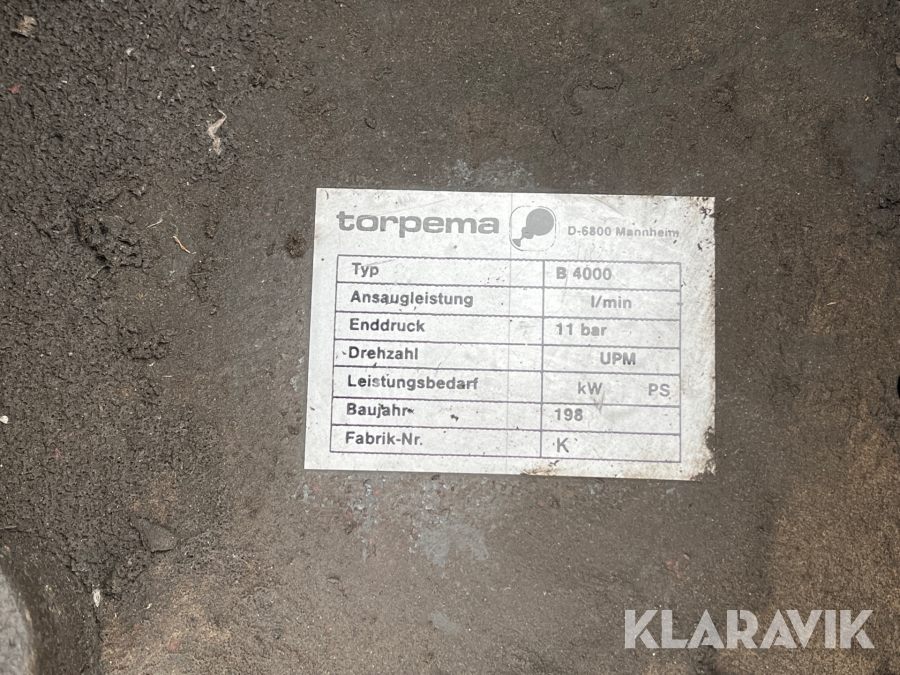 torpema D-6800 Mannheim
Typ B 4000
Ansaugleistung l/min
Enddruck 11 bar
Drehzahl UPM
Leistungsbedarf kW PS
Baujahr 198
Fabrik-Nr. K
KLARAVIK